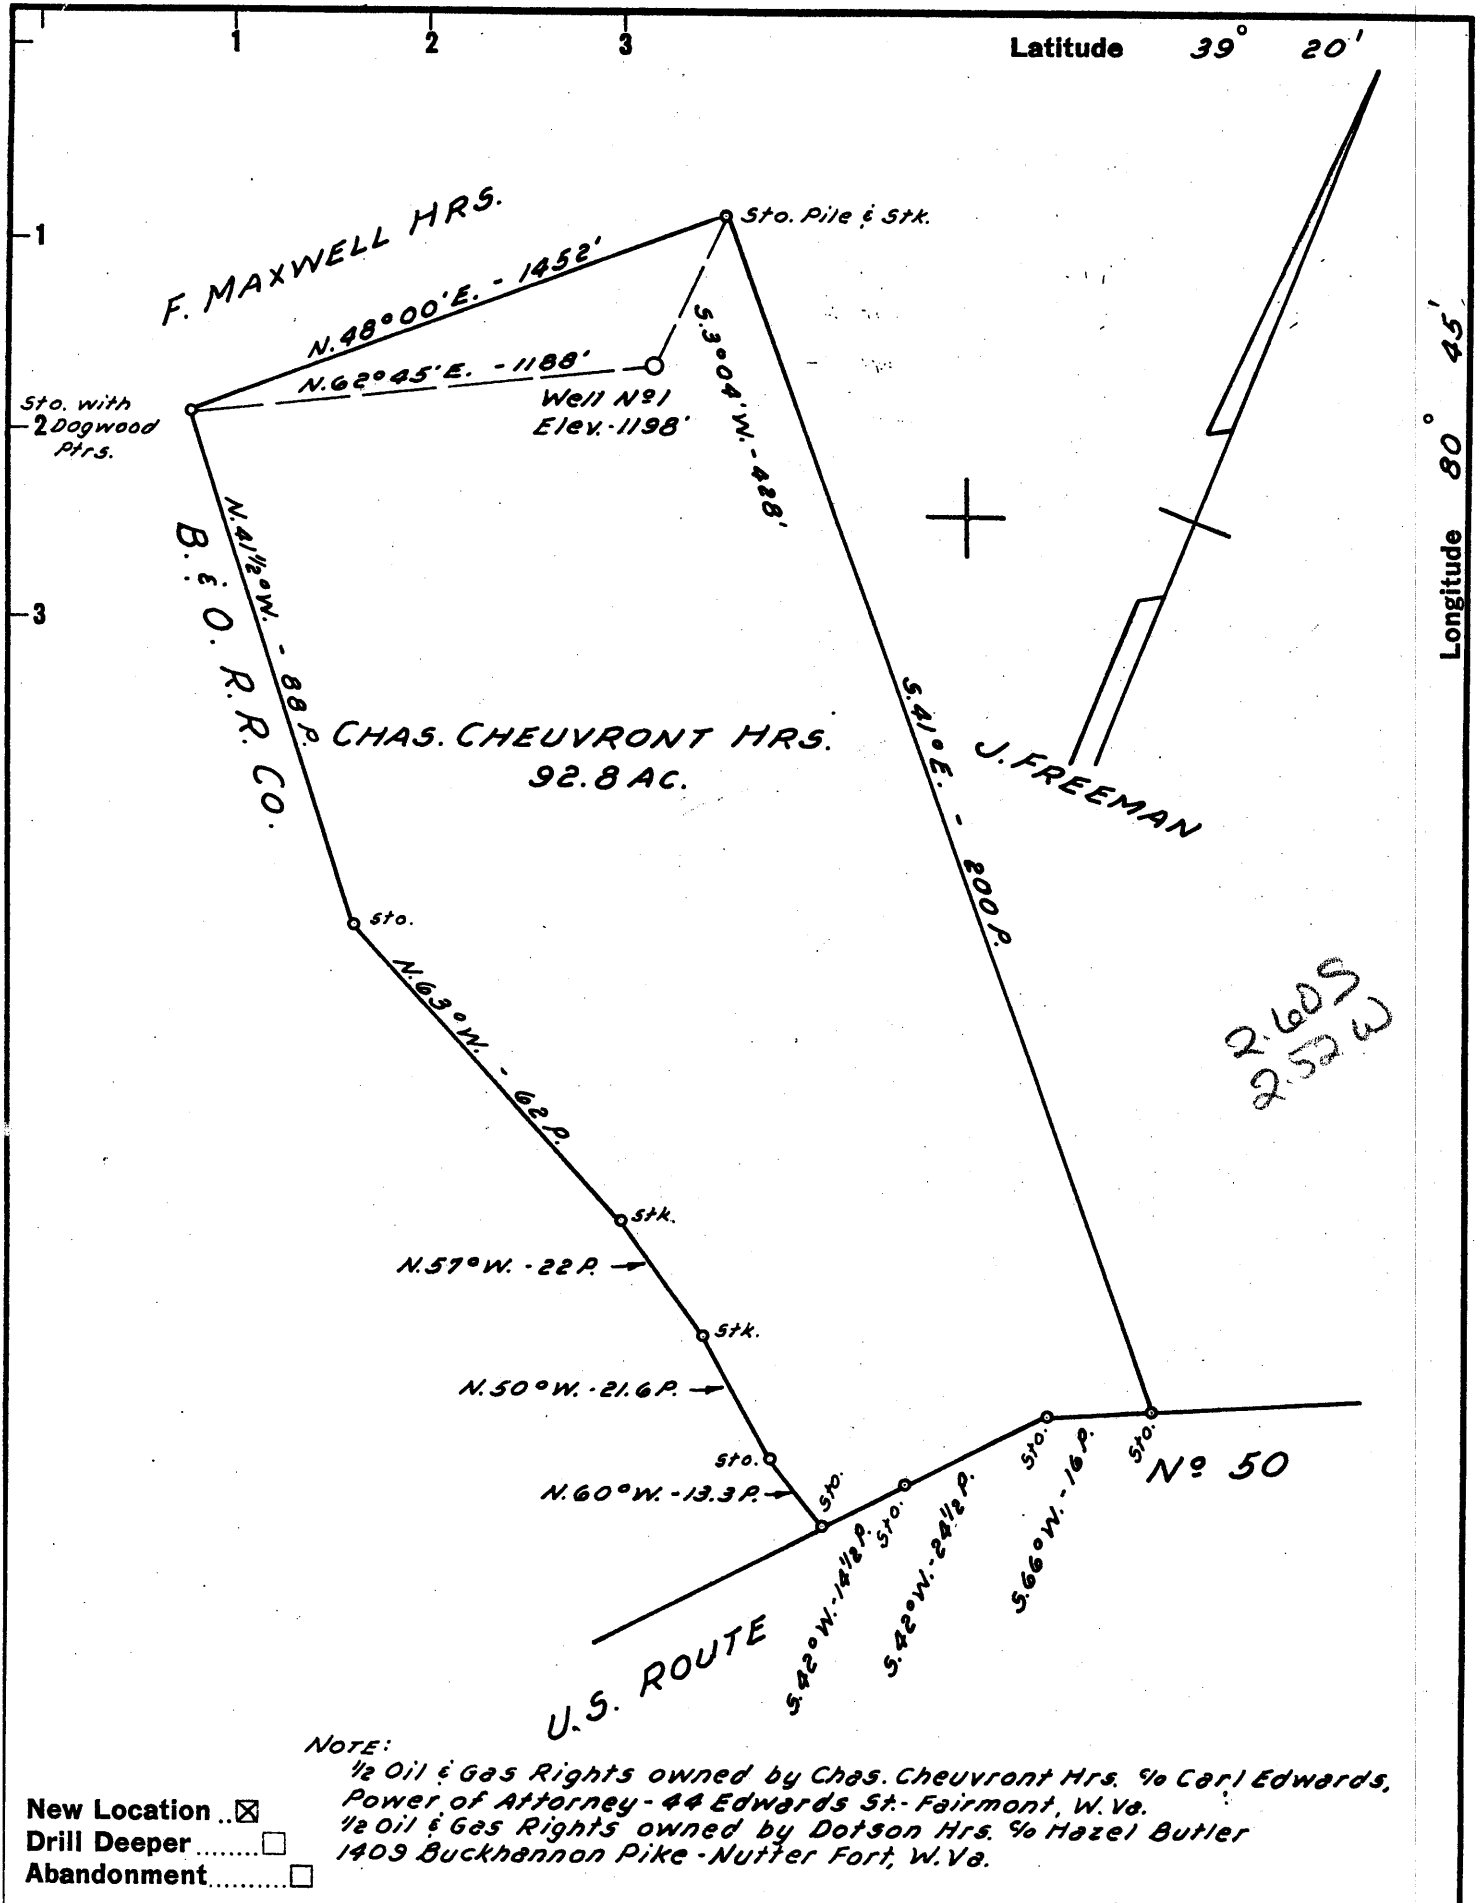 1 2 3
Latitude 39° 20'
Longitude 80° 45'
1
2
3
F. MAXWELL HRS.
Sto. Pile & Stk.
N.48°00'E. - 1452'
N.62°45'E. - 1188'
S.3°04'W. - 428'
Well Nº 1
Elev. - 1198'
Sto. with
Dogwood
Ptrs.
N.41½°W. - 88 P.
B. & O. R. R. CO.
CHAS. CHEUVRONT HRS.
92.8 AC.
S.41°E. - 200 P.
J. FREEMAN
Sto.
N.63°W. - 62 P.
2.60S
2.52 W
Stk.
N.57°W. - 22 P.
Stk.
N.50°W. - 21.6 P.
Sto.
N.60°W. - 13.3 P.
Sto.
Sto.
Sto.
Sto.
S.42°W. - 14½ P.
S.42°W. - 24½ P.
S.66°W. - 16 P.
U.S. ROUTE Nº 50
NOTE:
½ Oil & Gas Rights owned by Chas. Cheuvront Hrs. c/o Carl Edwards,
Power of Attorney - 44 Edwards St. - Fairmont, W. Va.
½ Oil & Gas Rights owned by Dotson Hrs. c/o Hazel Butler
1409 Buckhannon Pike - Nutter Fort, W. Va.
New Location .. ☒
Drill Deeper ........ ☐
Abandonment .......... ☐